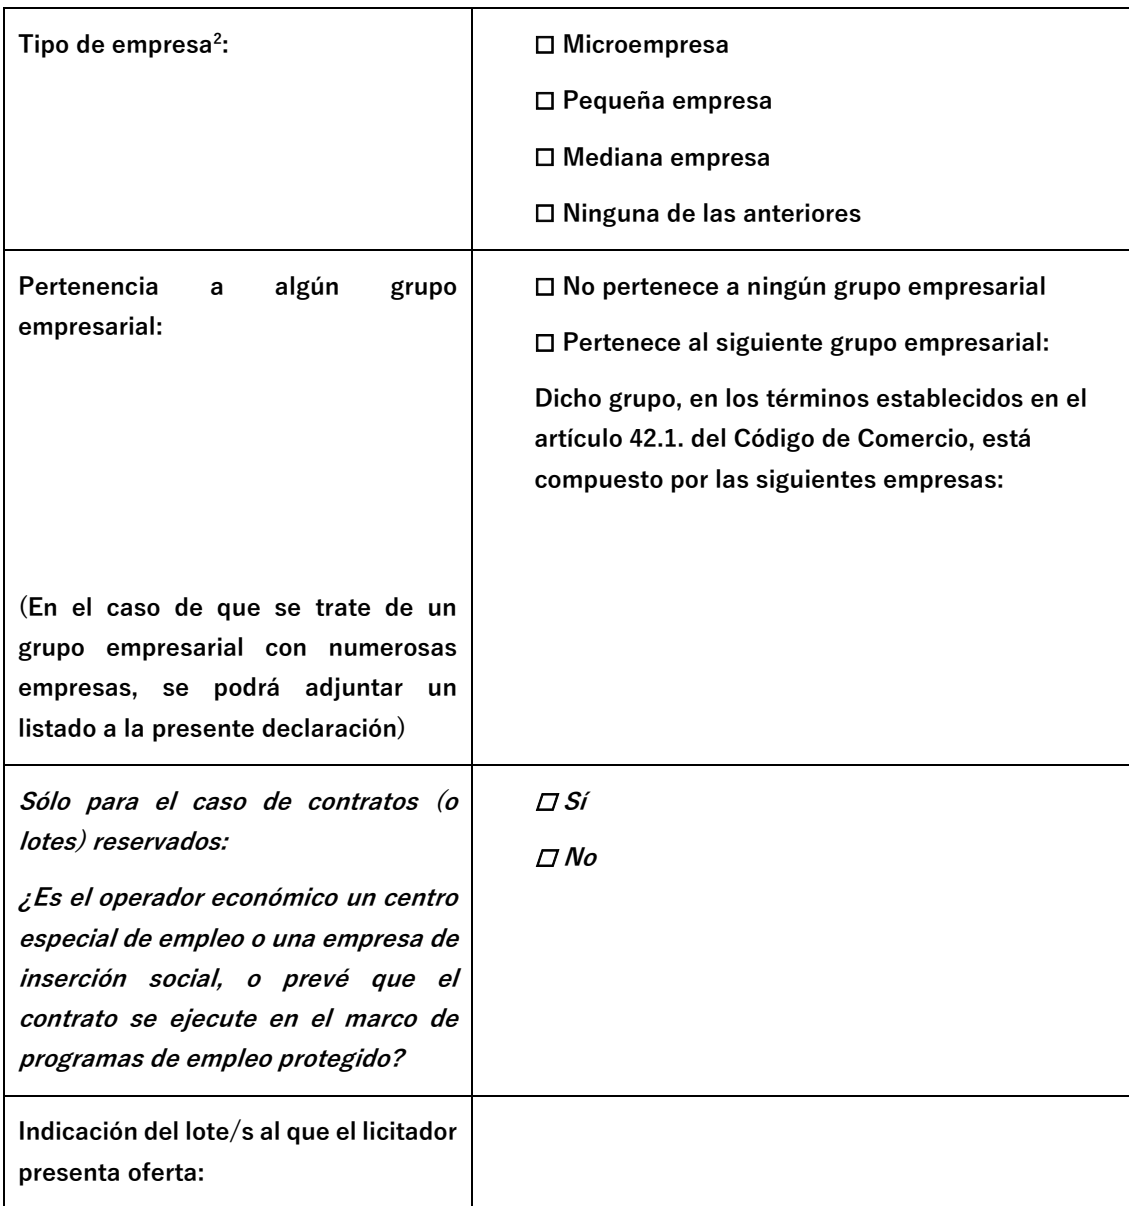 Tipo de empresa²:
☐ Microempresa
☐ Pequeña empresa
☐ Mediana empresa
☐ Ninguna de las anteriores
Pertenencia a algún grupo
empresarial:
(En el caso de que se trate de un
grupo empresarial con numerosas
empresas, se podrá adjuntar un
listado a la presente declaración)
☐ No pertenece a ningún grupo empresarial
☐ Pertenece al siguiente grupo empresarial:
Dicho grupo, en los términos establecidos en el
artículo 42.1. del Código de Comercio, está
compuesto por las siguientes empresas:
Sólo para el caso de contratos (o
lotes) reservados:
¿Es el operador económico un centro
especial de empleo o una empresa de
inserción social, o prevé que el
contrato se ejecute en el marco de
programas de empleo protegido?
☐ Sí
☐ No
Indicación del lote/s al que el licitador
presenta oferta: